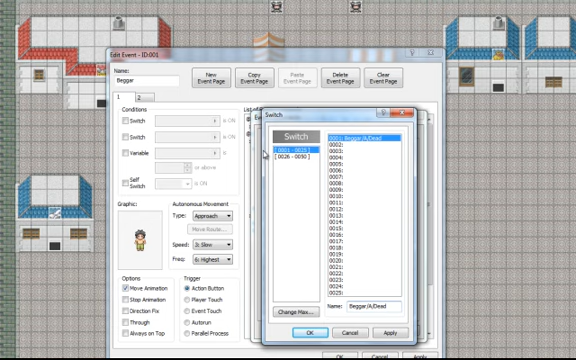 Edit Event - ID:001
Name:
Beggar
New Event Page
Copy Event Page
Paste Event Page
Delete Event Page
Clear Event Page
1
2
Conditions
Switch
is ON
Switch
is ON
Variable
is
or above
Self Switch
is ON
Graphic:
Autonomous Movement
Type:
Approach
Move Route...
Speed:
3: Slow
Freq:
6: Highest
Options
Move Animation
Stop Animation
Direction Fix
Through
Always on Top
Trigger
Action Button
Player Touch
Event Touch
Autorun
Parallel Process
Switch
Switch
[ 0001 - 0025 ]
[ 0026 - 0050 ]
0001: Beggar/A/Dead
0002:
0003:
0004:
0005:
0006:
0007:
0008:
0009:
0010:
0011:
0012:
0013:
0014:
0015:
0016:
0017:
0018:
0019:
0020:
0021:
0022:
0023:
0024:
0025:
Change Max...
Name:
Beggar/A/Dead
OK
Cancel
Apply
OK
Cancel
Apply